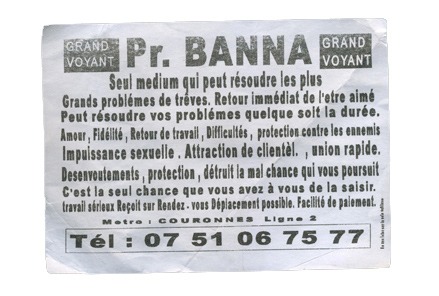 GRAND VOYANT Pr. BANNA GRAND VOYANT
Seul medium qui peut résoudre les plus
Grands problémes de trêves. Retour immédiat de l'etre aimé
Peut résoudre vos problémes quelque soit la durée.
Amour , Fidélité , Retour de travail , Difficultés , protection contre les ennemis
Impuissance sexuelle . Attraction de clientèl. , union rapide.
Desenvoutements , protection , détruit la mal chance qui vous poursuit
C'est la seul chance que vous avez à vous de la saisir.
travail sérieux Reçoit sur Rendez - vous Déplacement possible. Facilité de paiement.
Metro : COURONNES Ligne 2
Tél : 07 51 06 75 77